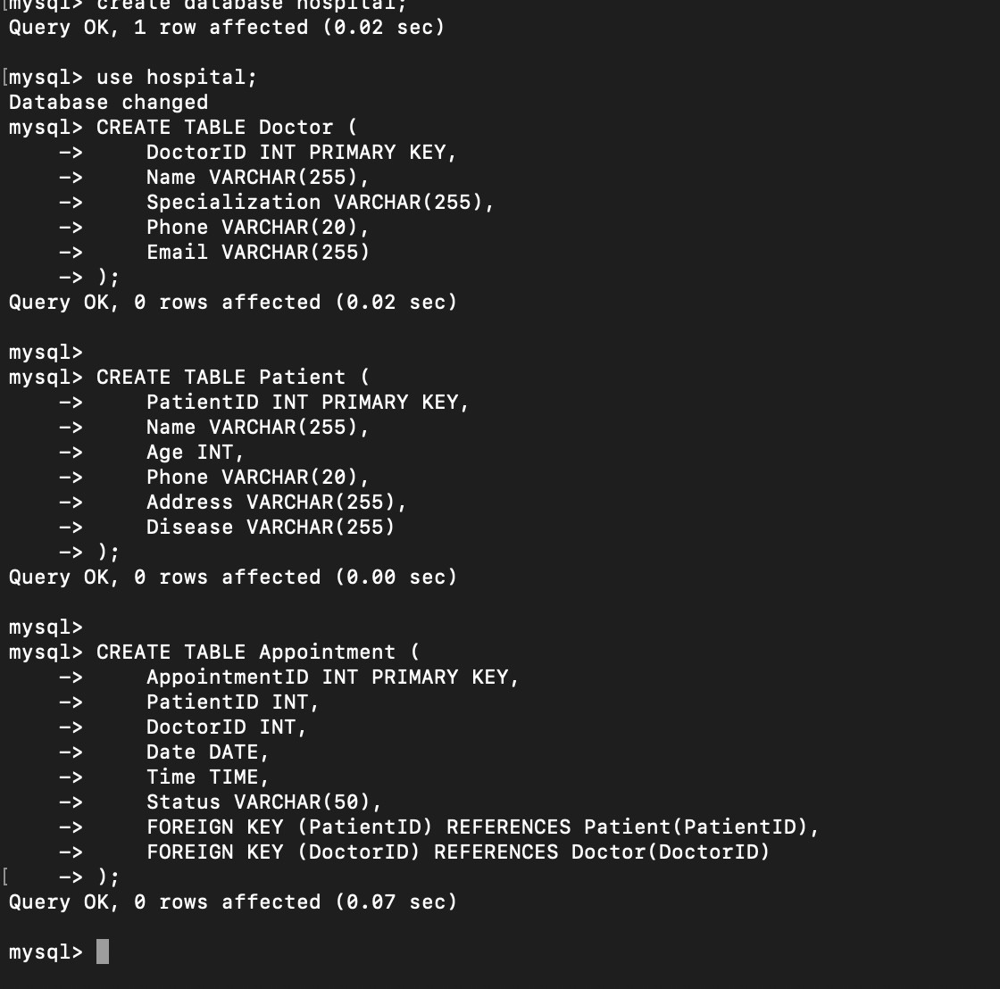 [mysql> create database hospital;
Query OK, 1 row affected (0.02 sec)

[mysql> use hospital;
Database changed
mysql> CREATE TABLE Doctor (
    ->     DoctorID INT PRIMARY KEY,
    ->     Name VARCHAR(255),
    ->     Specialization VARCHAR(255),
    ->     Phone VARCHAR(20),
    ->     Email VARCHAR(255)
    -> );
Query OK, 0 rows affected (0.02 sec)

mysql>
mysql> CREATE TABLE Patient (
    ->     PatientID INT PRIMARY KEY,
    ->     Name VARCHAR(255),
    ->     Age INT,
    ->     Phone VARCHAR(20),
    ->     Address VARCHAR(255),
    ->     Disease VARCHAR(255)
    -> );
Query OK, 0 rows affected (0.00 sec)

mysql>
mysql> CREATE TABLE Appointment (
    ->     AppointmentID INT PRIMARY KEY,
    ->     PatientID INT,
    ->     DoctorID INT,
    ->     Date DATE,
    ->     Time TIME,
    ->     Status VARCHAR(50),
    ->     FOREIGN KEY (PatientID) REFERENCES Patient(PatientID),
    ->     FOREIGN KEY (DoctorID) REFERENCES Doctor(DoctorID)
[    -> );
Query OK, 0 rows affected (0.07 sec)

mysql>